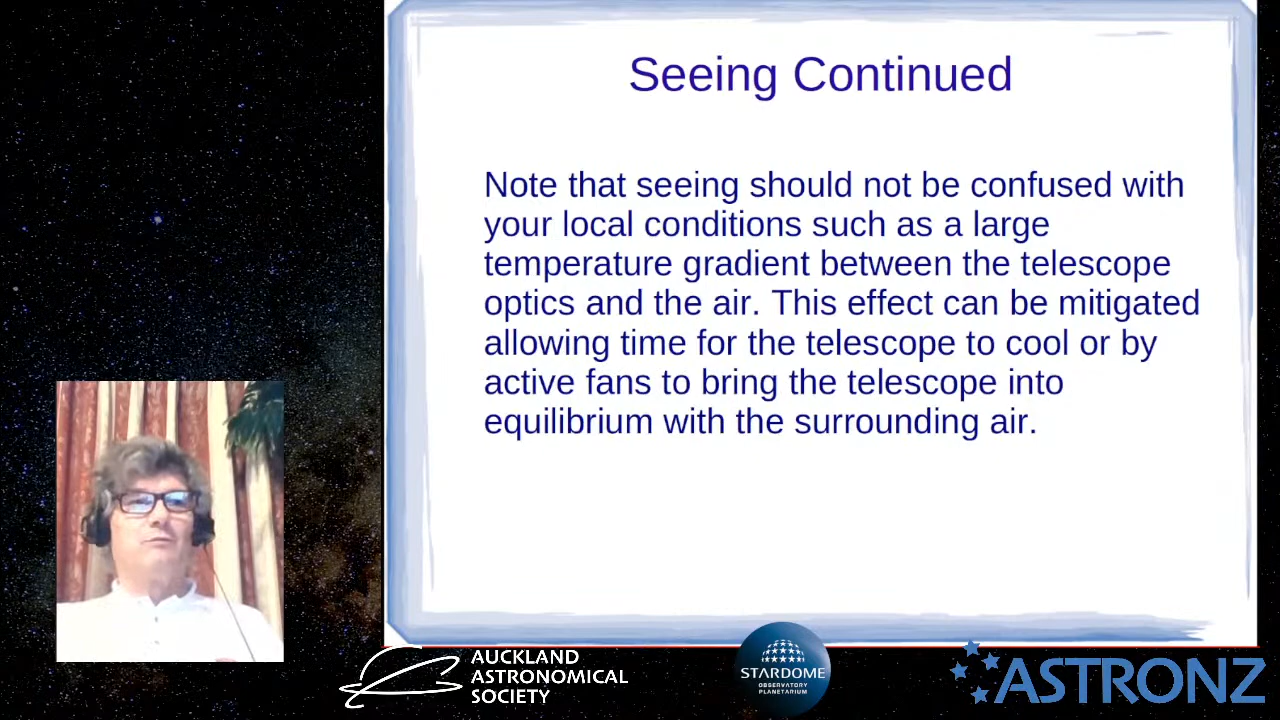 Seeing Continued
Note that seeing should not be confused with
your local conditions such as a large
temperature gradient between the telescope
optics and the air. This effect can be mitigated
allowing time for the telescope to cool or by
active fans to bring the telescope into
equilibrium with the surrounding air.
AUCKLAND
ASTRONOMICAL
SOCIETY
STARDOME
OBSERVATORY
PLANETARIUM
ASTRONZ